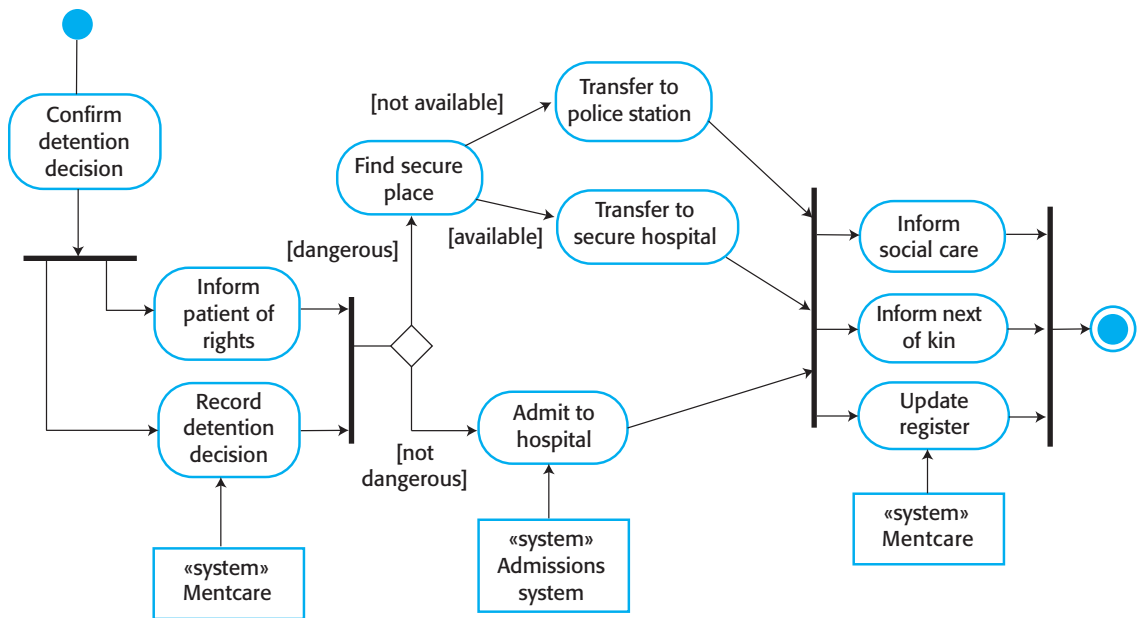 Confirm
detention
decision
Inform
patient of
rights
Record
detention
decision
«system»
Mentcare
[dangerous]
[not
dangerous]
Find secure
place
[not available]
[available]
Transfer to
police station
Transfer to
secure hospital
Admit to
hospital
«system»
Admissions
system
Inform
social care
Inform next
of kin
Update
register
«system»
Mentcare